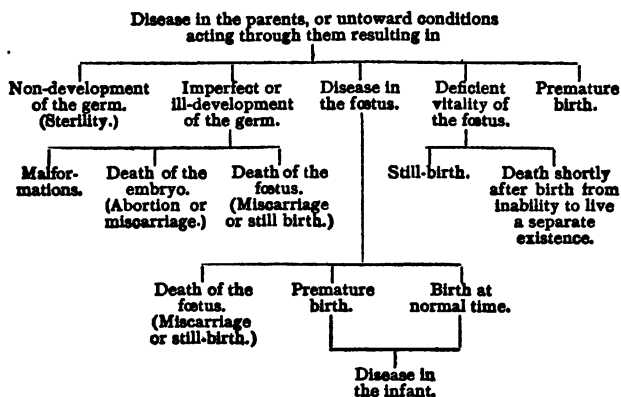 Disease in the parents, or untoward conditions
acting through them resulting in
Non-development
of the germ.
(Sterility.)
Imperfect or
ill-development
of the germ.
Disease in
the fœtus.
Deficient
vitality of
the fœtus.
Premature
birth.
Malfor-
mations.
Death of the
embryo.
(Abortion or
miscarriage.)
Death of the
fœtus.
(Miscarriage
or still birth.)
Still-birth.
Death shortly
after birth from
inability to live
a separate
existence.
Death of the
fœtus.
(Miscarriage
or still-birth.)
Premature
birth.
Birth at
normal time.
Disease in
the infant.